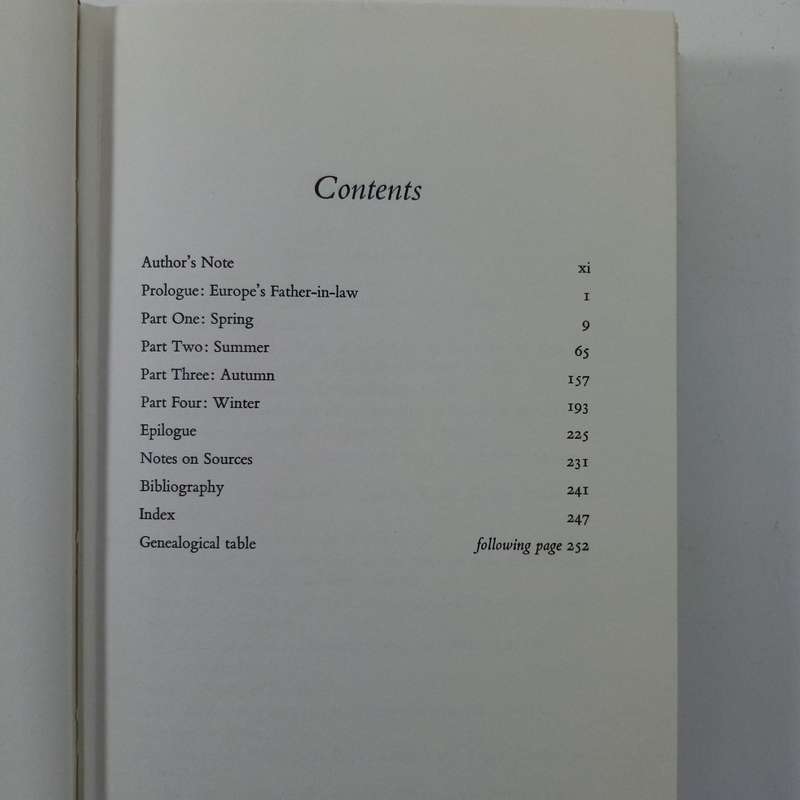 Contents
Author's Note xi
Prologue: Europe's Father-in-law 1
Part One: Spring 9
Part Two: Summer 65
Part Three: Autumn 157
Part Four: Winter 193
Epilogue 225
Notes on Sources 231
Bibliography 241
Index 247
Genealogical table following page 252